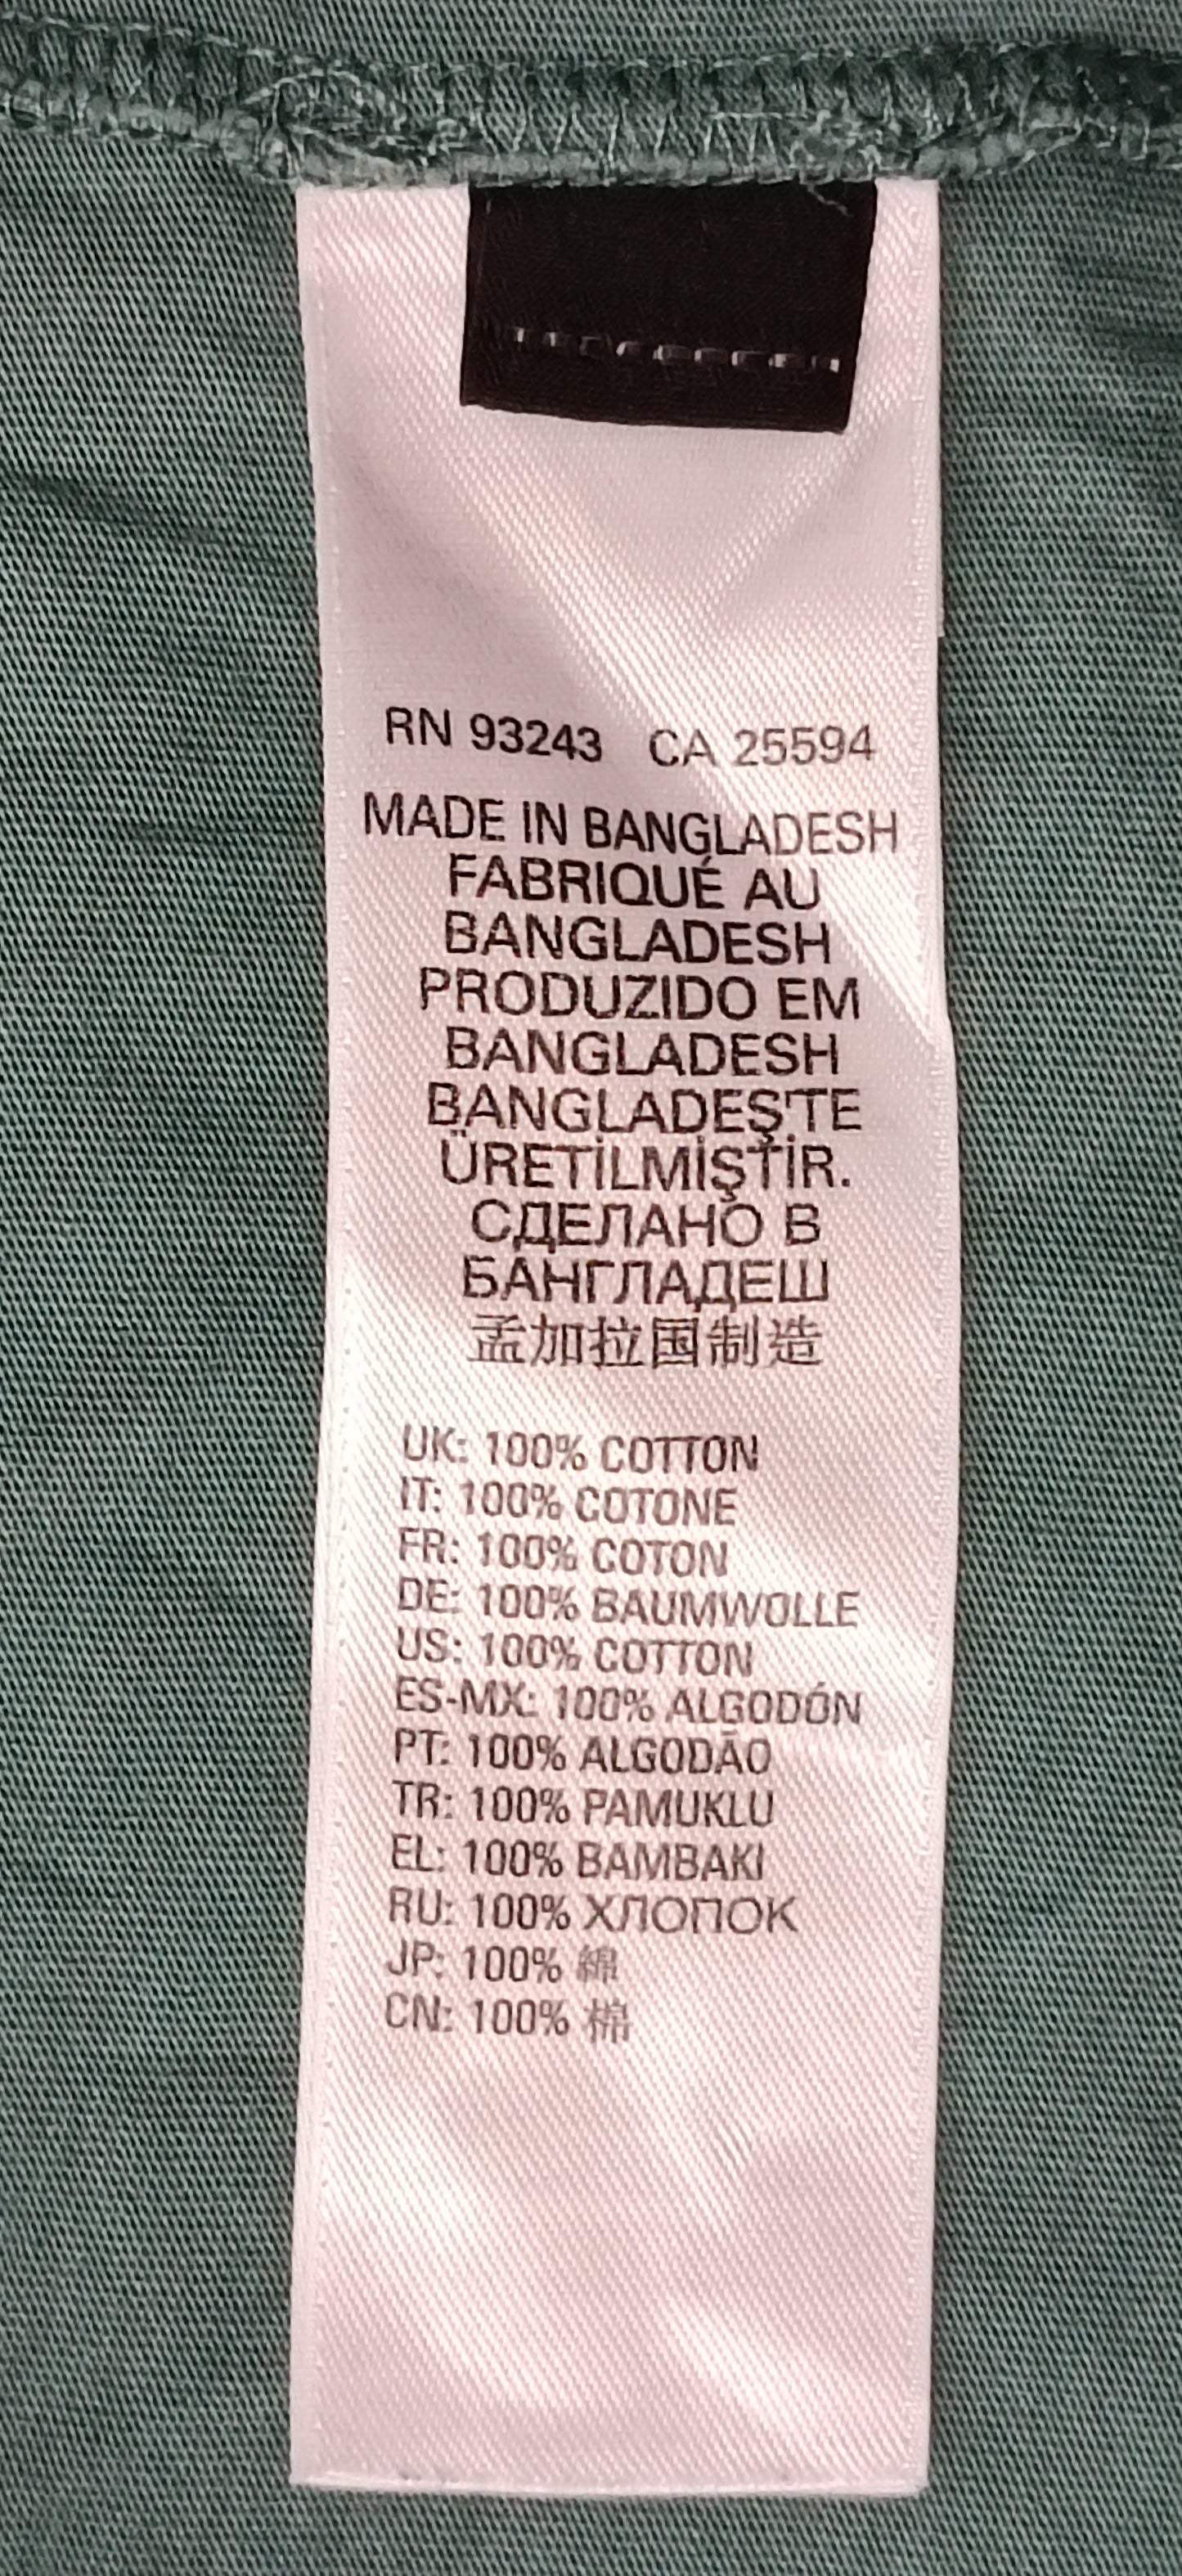 RN 93243 CA 25594
MADE IN BANGLADESH
FABRIQUÉ AU
BANGLADESH
PRODUZIDO EM
BANGLADESH
BANGLADEŞ'TE
ÜRETİLMİŞTİR.
СДЕЛАНО В
БАНГЛАДЕШ
孟加拉国制造
UK: 100% COTTON
IT: 100% COTONE
FR: 100% COTON
DE: 100% BAUMWOLLE
US: 100% COTTON
ES-MX: 100% ALGODÓN
PT: 100% ALGODÃO
TR: 100% PAMUKLU
EL: 100% BAMBAKI
RU: 100% ХЛОПОК
JP: 100% 綿
CN: 100% 棉